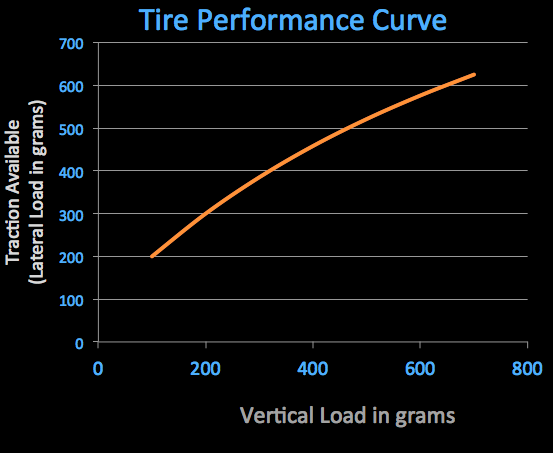 Tire Performance Curve
Traction Available
(Lateral Load in grams)
700
600
500
400
300
200
100
0
0 200 400 600 800
Vertical Load in grams